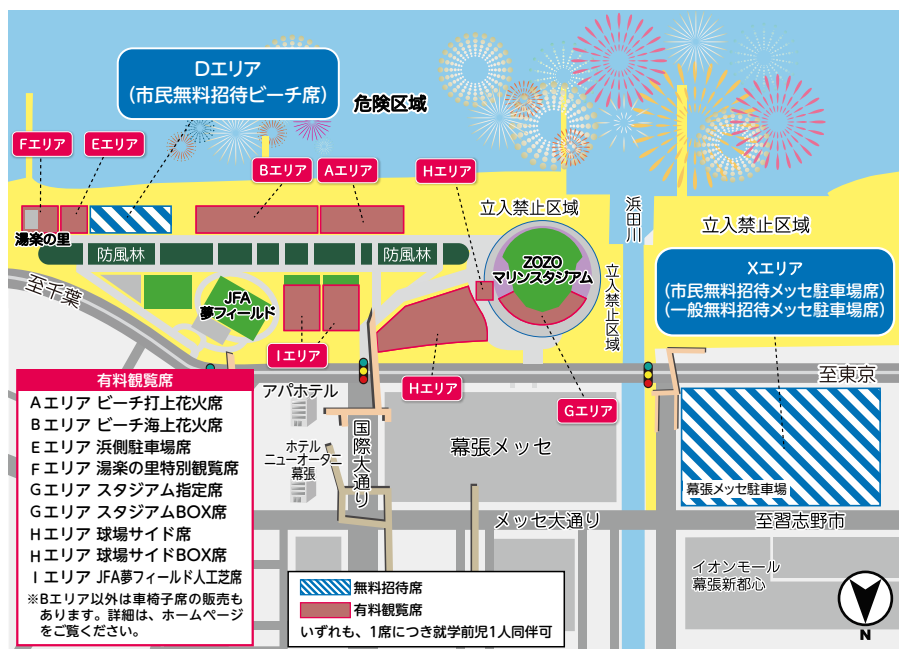 Dエリア
(市民無料招待ビーチ席)
危険区域
Fエリア
Eエリア
Bエリア
Aエリア
Hエリア
湯楽の里
防風林
防風林
立入禁止区域
浜田川
立入禁止区域
ZOZO
マリンスタジアム
立入禁止区域
Xエリア
(市民無料招待メッセ駐車場席)
(一般無料招待メッセ駐車場席)
至千葉
JFA
夢フィールド
Iエリア
Hエリア
Gエリア
至東京
有料観覧席
Aエリア ビーチ打上花火席
Bエリア ビーチ海上花火席
Eエリア 浜側駐車場席
Fエリア 湯楽の里特別観覧席
Gエリア スタジアム指定席
Gエリア スタジアムBOX席
Hエリア 球場サイド席
Hエリア 球場サイドBOX席
Iエリア JFA夢フィールド人工芝席
※Bエリア以外は車椅子席の販売も
あります。詳細は、ホームページ
をご覧ください。
アパホテル
ホテル
ニューオータニ
幕張
国際大通り
幕張メッセ
幕張メッセ駐車場
メッセ大通り
至習志野市
イオンモール
幕張新都心
無料招待席
有料観覧席
いずれも、1席につき就学前児1人同伴可
N